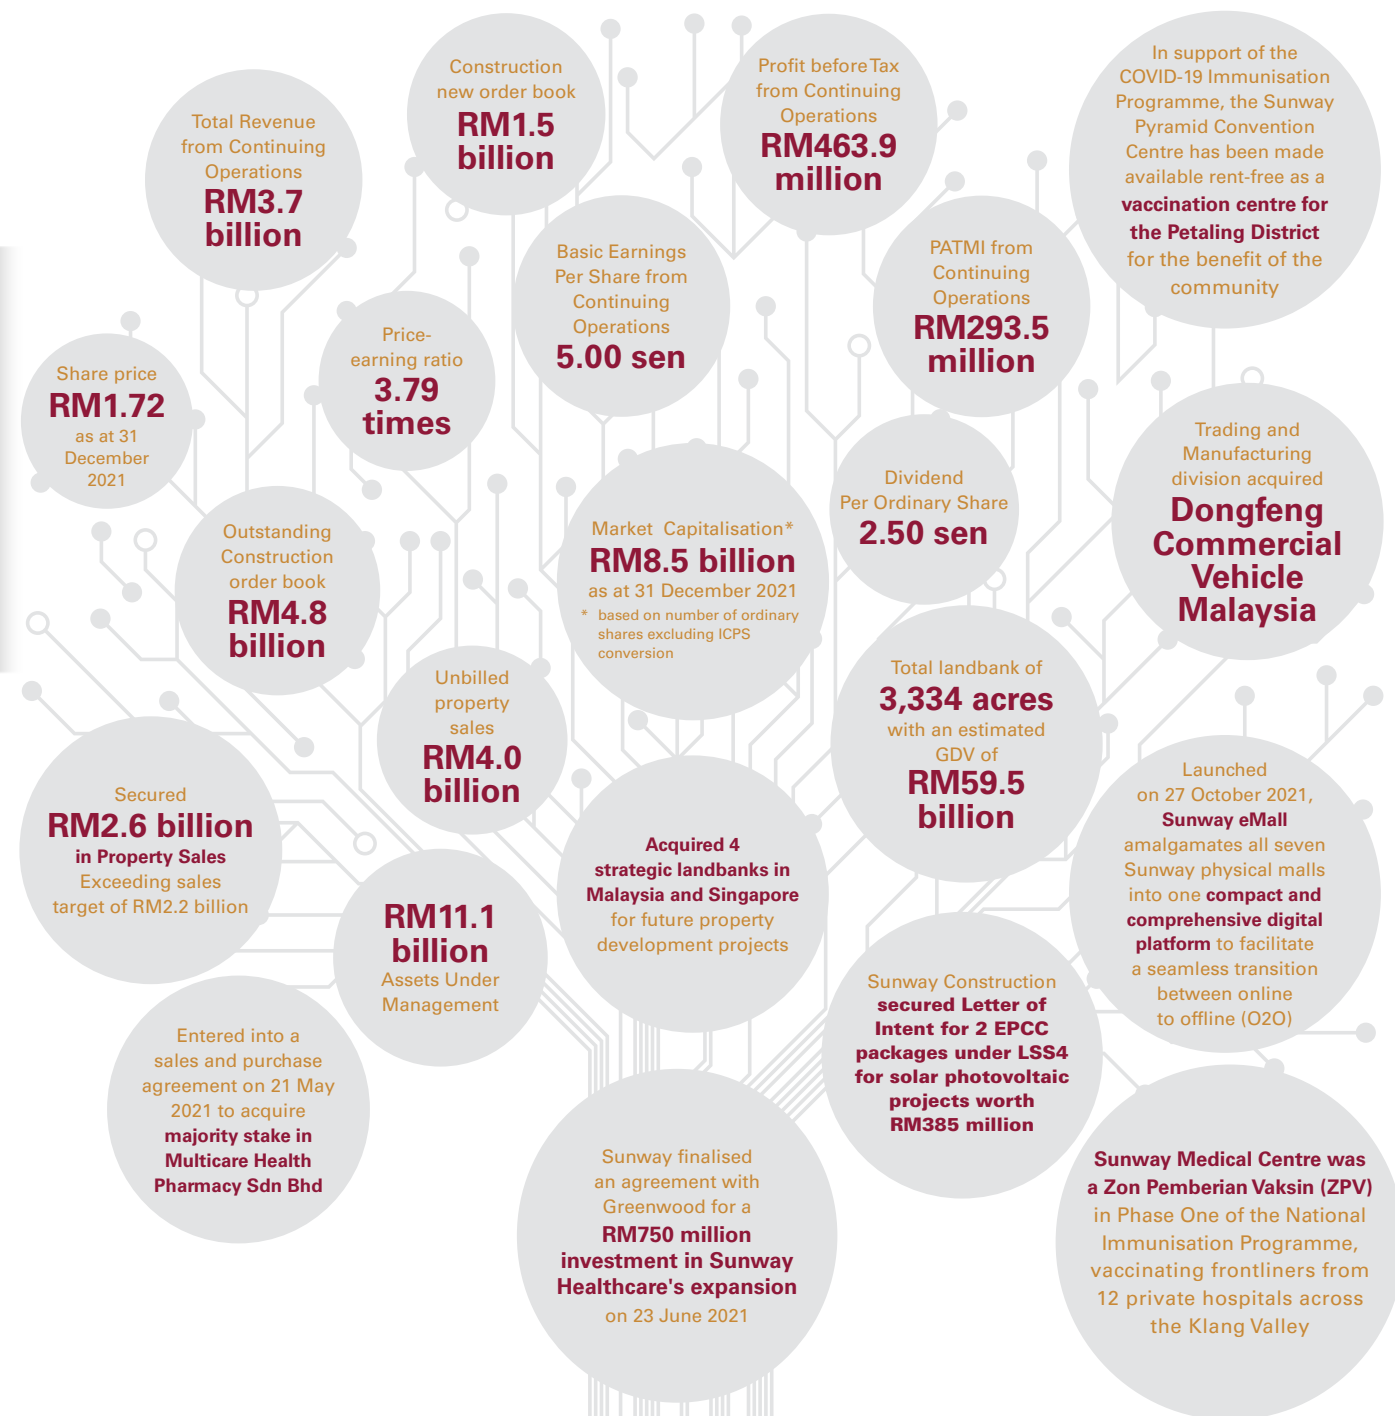 Construction
new order book
RM1.5
billion
Profit before Tax
from Continuing
Operations
RM463.9
million
In support of the
COVID-19 Immunisation
Programme, the Sunway
Pyramid Convention
Centre has been made
available rent-free as a
vaccination centre for
the Petaling District
for the benefit of the
community
Total Revenue
from Continuing
Operations
RM3.7
billion
Basic Earnings
Per Share from
Continuing
Operations
5.00 sen
PATMI from
Continuing
Operations
RM293.5
million
Price-
earning ratio
3.79
times
Share price
RM1.72
as at 31
December
2021
Trading and
Manufacturing
division acquired
Dongfeng
Commercial
Vehicle
Malaysia
Dividend
Per Ordinary Share
2.50 sen
Outstanding
Construction
order book
RM4.8
billion
Market Capitalisation*
RM8.5 billion
as at 31 December 2021
* based on number of ordinary
shares excluding ICPS
conversion
Unbilled
property
sales
RM4.0
billion
Total landbank of
3,334 acres
with an estimated
GDV of
RM59.5
billion
Secured
RM2.6 billion
in Property Sales
Exceeding sales
target of RM2.2 billion
Launched
on 27 October 2021,
Sunway eMall
amalgamates all seven
Sunway physical malls
into one compact and
comprehensive digital
platform to facilitate
a seamless transition
between online
to offline (O2O)
Acquired 4
strategic landbanks in
Malaysia and Singapore
for future property
development projects
RM11.1
billion
Assets Under
Management
Sunway Construction
secured Letter of
Intent for 2 EPCC
packages under LSS4
for solar photovoltaic
projects worth
RM385 million
Entered into a
sales and purchase
agreement on 21 May
2021 to acquire
majority stake in
Multicare Health
Pharmacy Sdn Bhd
Sunway finalised
an agreement with
Greenwood for a
RM750 million
investment in Sunway
Healthcare's expansion
on 23 June 2021
Sunway Medical Centre was
a Zon Pemberian Vaksin (ZPV)
in Phase One of the National
Immunisation Programme,
vaccinating frontliners from
12 private hospitals across
the Klang Valley